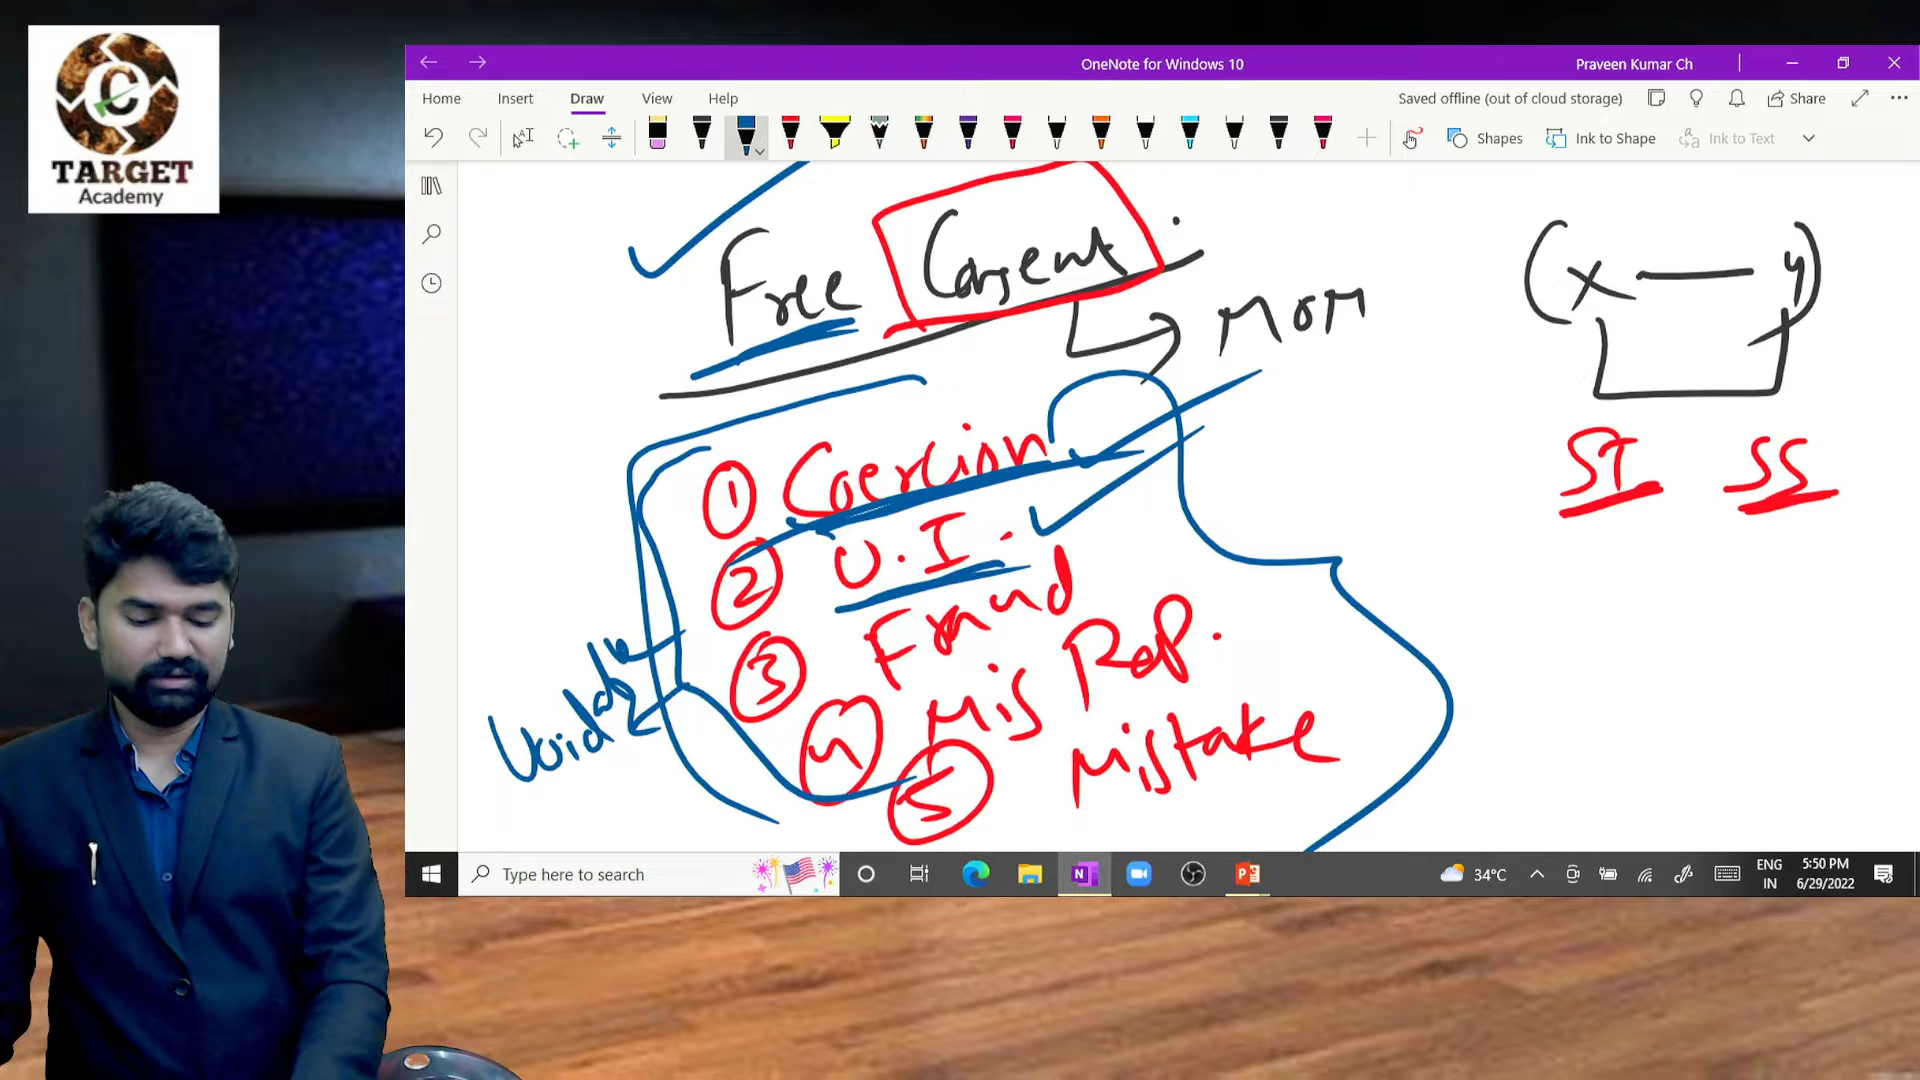 C
TARGET
Academy
OneNote for Windows 10
Praveen Kumar Ch
Home
Insert
Draw
View
Help
Saved offline (out of cloud storage)
Share
Shapes
Ink to Shape
Ink to Text
Free Consent.
MOM
(x — y)
ST SS
① Coercion
② U.I.
③ Fraud
④ Mis Rep.
⑤ Mistake
Voidable
Type here to search
34°C
ENG
IN
5:50 PM
6/29/2022